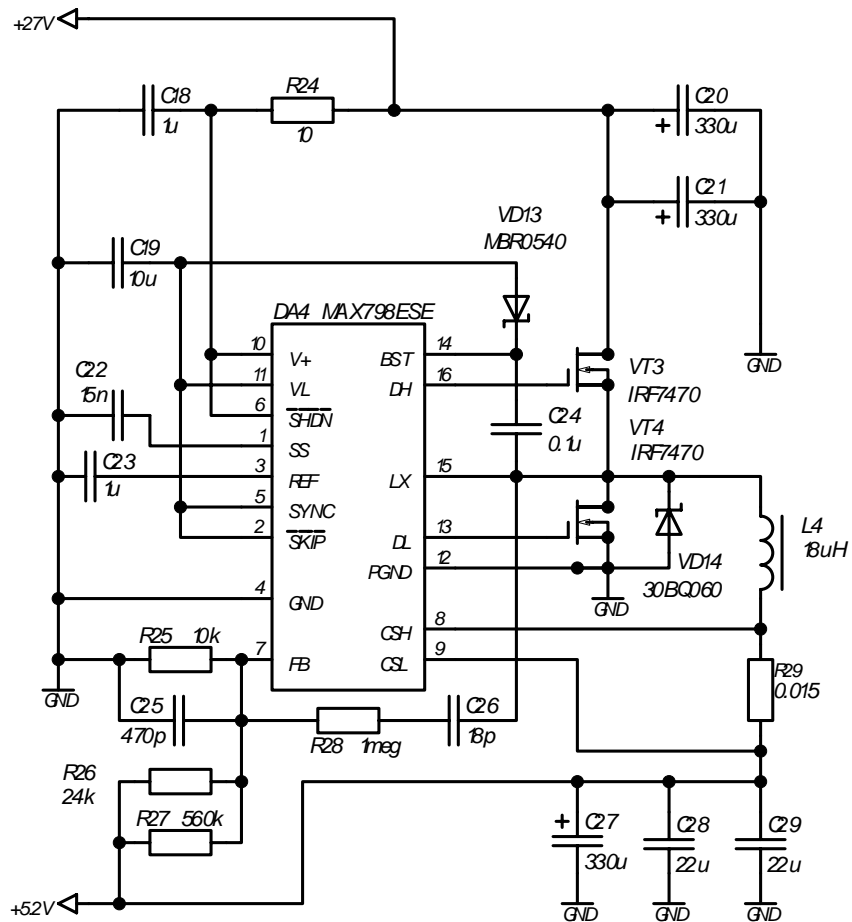 +27V
C18
1u
R24
10
C20
+
330u
C21
+
330u
VD13
MBR0540
C19
10u
DA4 MAX798ESE
10
V+
BST
14
GND
11
VL
DH
16
VT3
IRF7470
C22
15n
6
SHDN
C24
0.1u
VT4
IRF7470
1
SS
C23
1u
3
REF
LX
15
5
SYNC
L4
18uH
2
SKIP
DL
13
PGND
12
VD14
30BQ060
GND
4
GND
CSH
8
R25 10k
7
FB
CSL
9
R29
0.015
GND
C25
470p
R28 1meg
C26
18p
R26
24k
R27 560k
+
C27
330u
C28
22u
C29
22u
+52V
GND
GND
GND